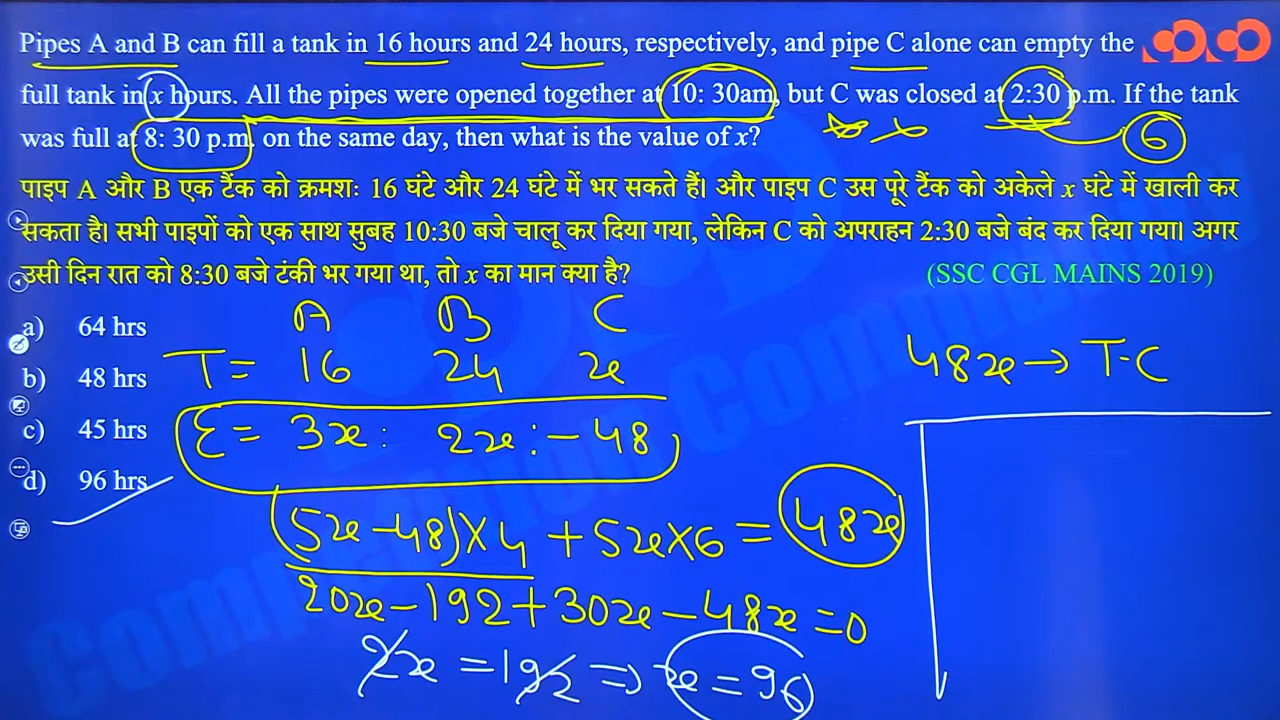 Pipes A and B can fill a tank in 16 hours and 24 hours, respectively, and pipe C alone can empty the
full tank in x hours. All the pipes were opened together at 10: 30am, but C was closed at 2:30 p.m. If the tank
was full at 8: 30 p.m. on the same day, then what is the value of x?
6
पाइप A और B एक टैंक को क्रमशः 16 घंटे और 24 घंटे में भर सकते हैं। और पाइप C उस पूरे टैंक को अकेले x घंटे में खाली कर
सकता है। सभी पाइपों को एक साथ सुबह 10:30 बजे चालू कर दिया गया, लेकिन C को अपराहन 2:30 बजे बंद कर दिया गया। अगर
उसी दिन रात को 8:30 बजे टंकी भर गया था, तो x का मान क्या है?
(SSC CGL MAINS 2019)
a) 64 hrs
b) 48 hrs
c) 45 hrs
d) 96 hrs
A B C
T = 16 24 x
48x → T.C
E = 3x : 2x : -48
(5x-48)x4 + 5x x 6 = 48x
20x - 192 + 30x - 48x = 0
2x = 192 ⇒ x = 96
Competition Community